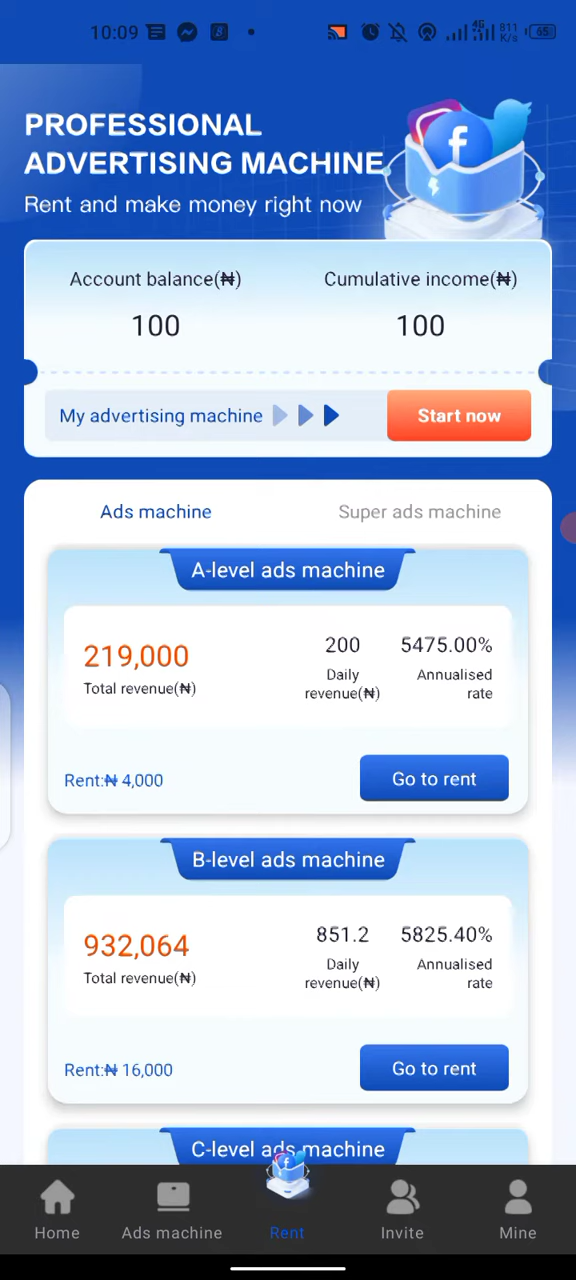 10:09
4G
811
K/s
65
PROFESSIONAL
ADVERTISING MACHINE
Rent and make money right now
Account balance(₦)
Cumulative income(₦)
100
100
My advertising machine
Start now
Ads machine
Super ads machine
A-level ads machine
219,000
200
5475.00%
Total revenue(₦)
Daily
revenue(₦)
Annualised
rate
Rent:₦ 4,000
Go to rent
B-level ads machine
932,064
851.2
5825.40%
Total revenue(₦)
Daily
revenue(₦)
Annualised
rate
Rent:₦ 16,000
Go to rent
C-level ads machine
Home
Ads machine
Rent
Invite
Mine